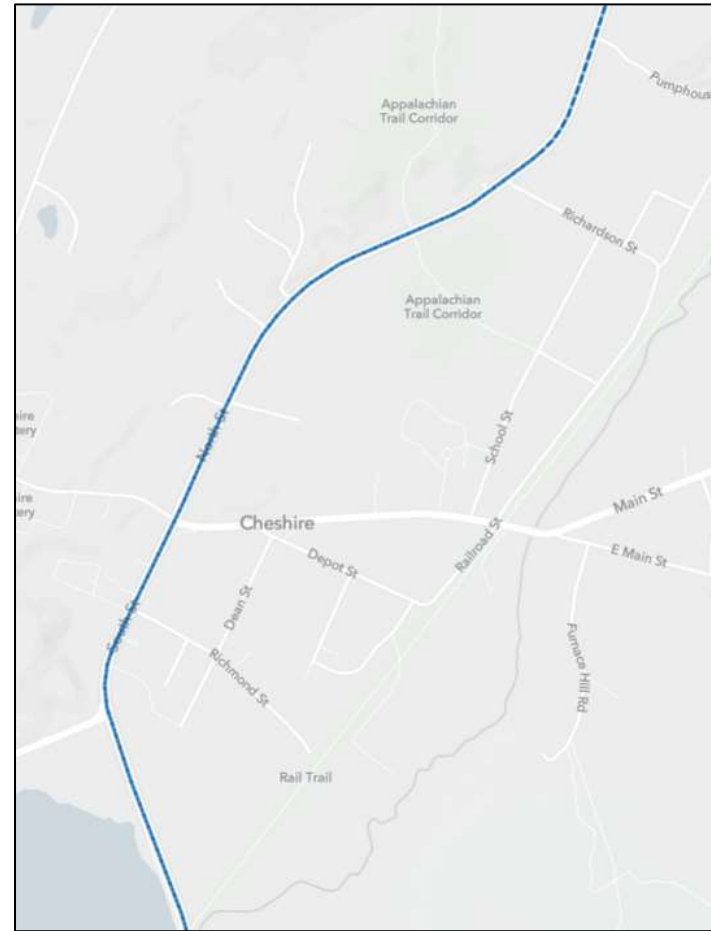 Pumphouse
Appalachian
Trail Corridor
Richardson St
Appalachian
Trail Corridor
North St
School St
Main St
Cheshire
Railroad St
E Main St
Depot St
Dean St
South St
Richmond St
Furnace Hill Rd
Rail Trail